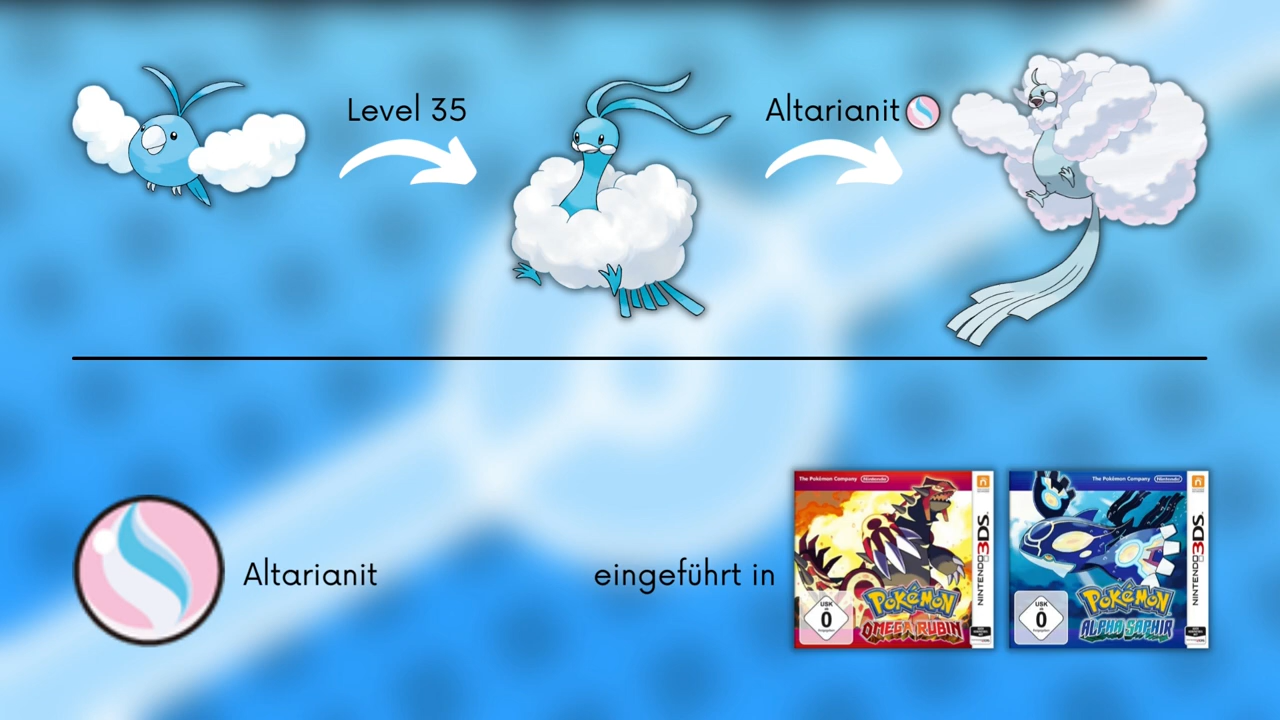 Level 35
Altarianit
Altarianit
eingeführt in
The Pokémon Company Nintendo
NINTENDO 3DS
USK
0
POKéMON
OMEGA RUBIN
The Pokémon Company Nintendo
NINTENDO 3DS
USK
0
POKéMON
ALPHA SAPHIR